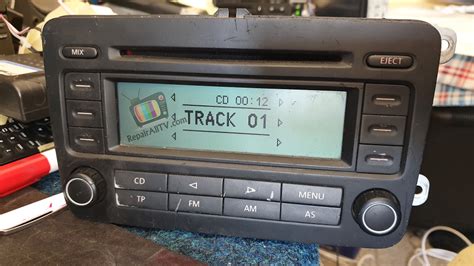 MIX
EJECT
CD 00:12
TRACK 01
RepairAllTV.com
CD
MENU
TP
FM
AM
AS